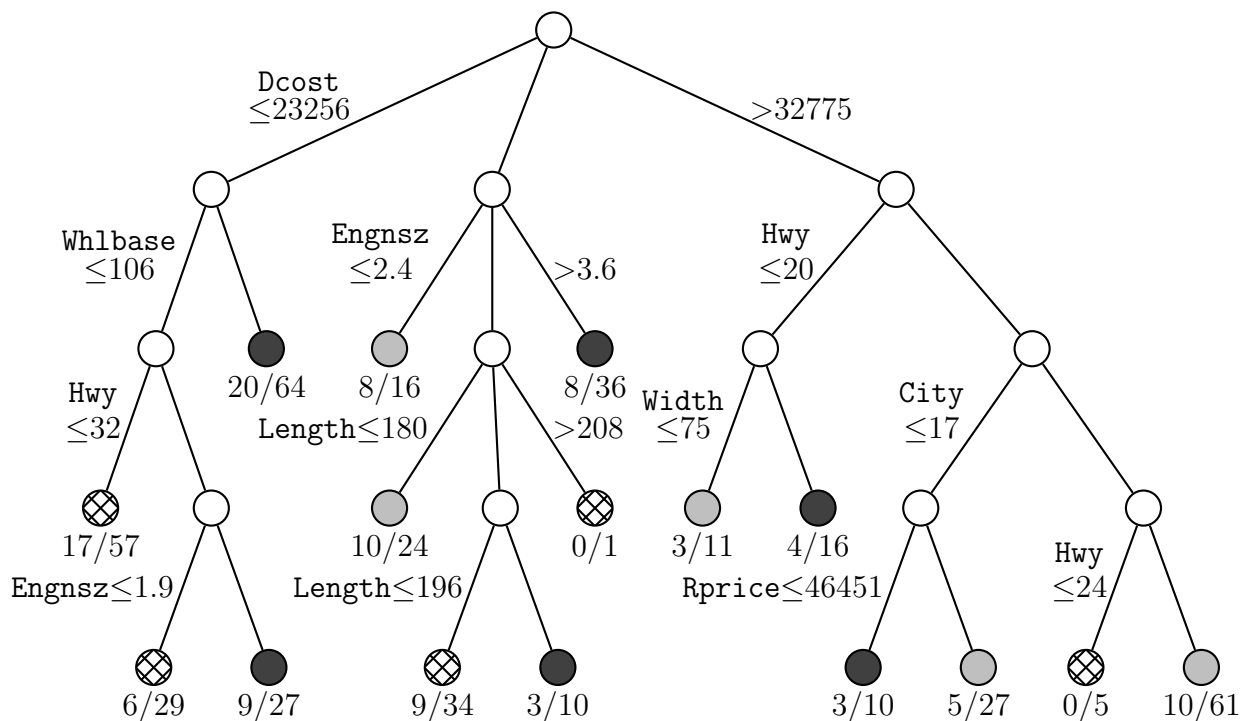 Dcost
≤23256
>32775
Whlbase
≤106
Engnsz
≤2.4
>3.6
Hwy
≤20
Hwy
≤32
20/64
8/16
8/36
Length≤180
>208
Width
≤75
City
≤17
17/57
10/24
0/1
3/11
4/16
Engnsz≤1.9
Length≤196
Rprice≤46451
Hwy
≤24
6/29
9/27
9/34
3/10
3/10
5/27
0/5
10/61